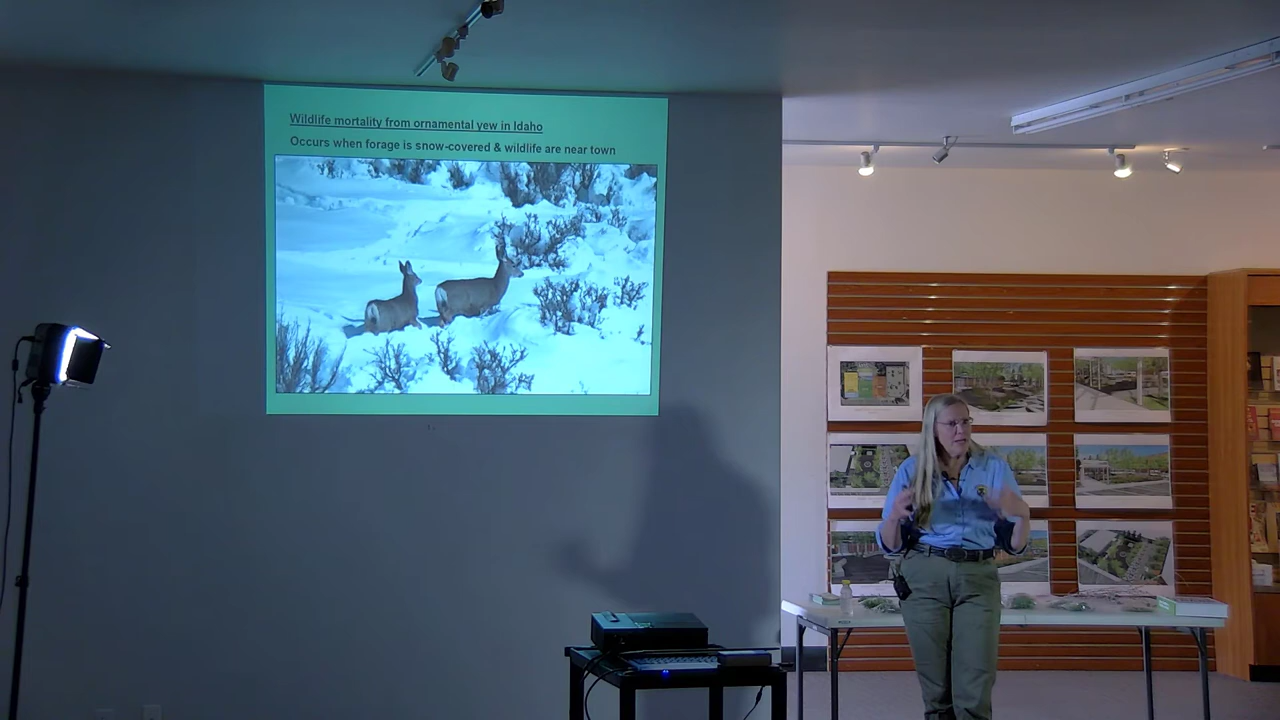 Wildlife mortality from ornamental yew in Idaho
Occurs when forage is snow-covered & wildlife are near town